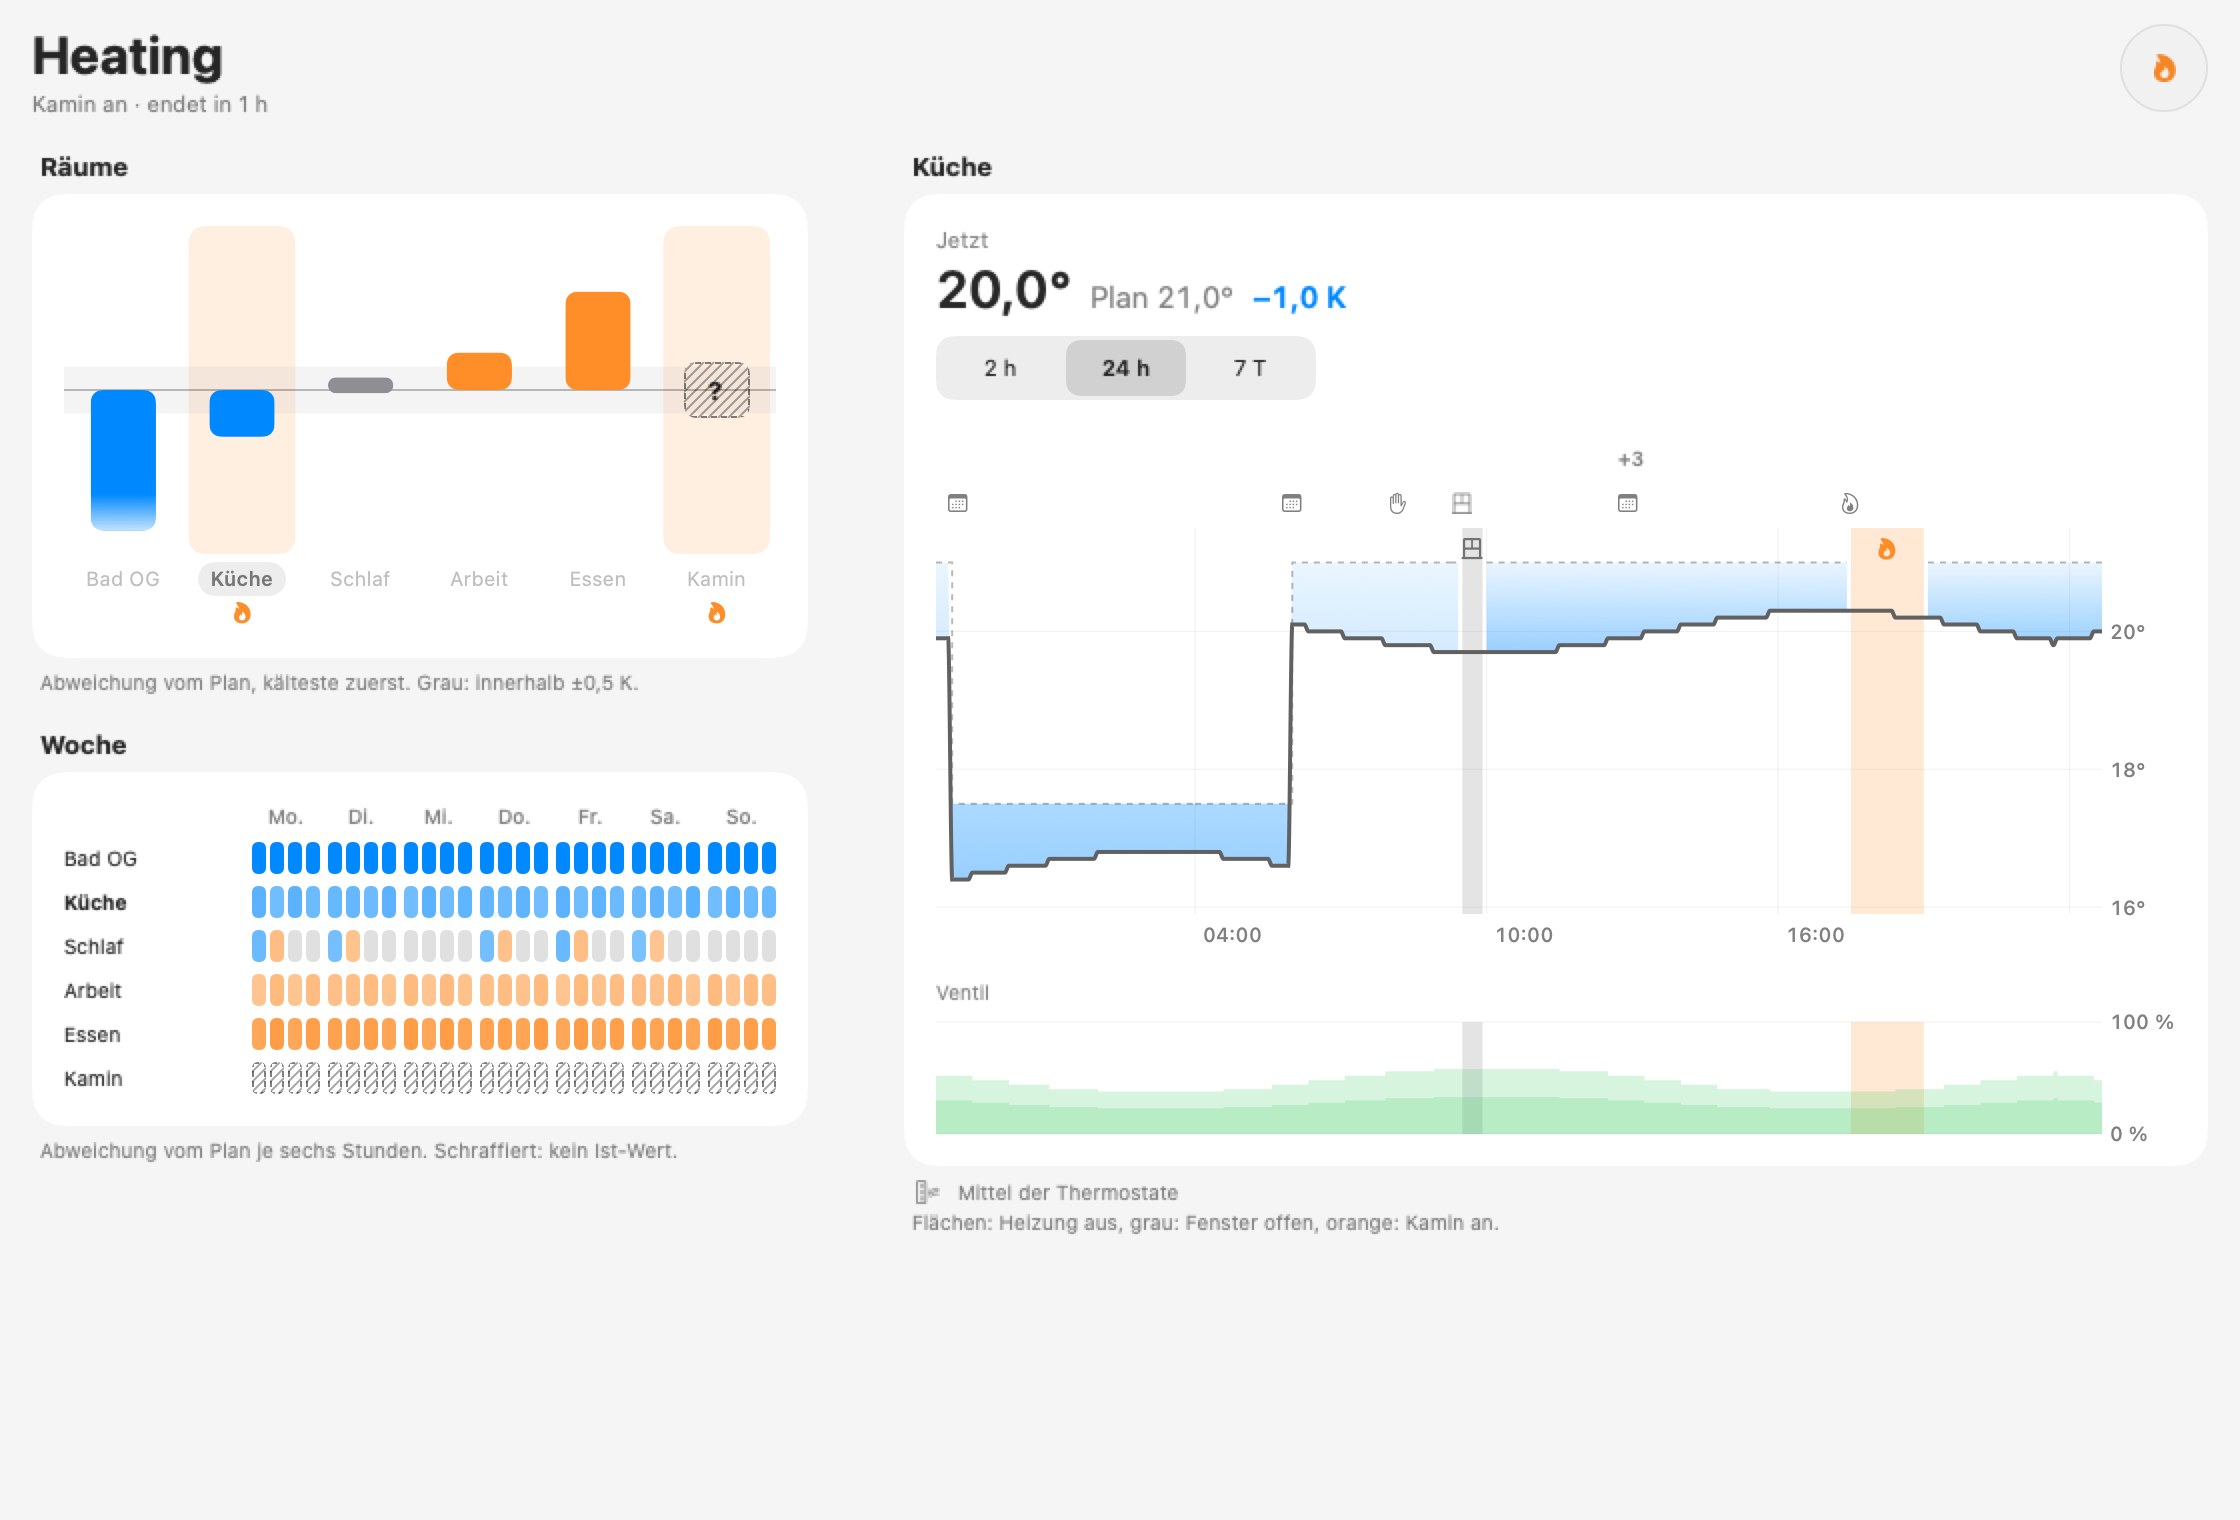 Heating
Kamin an · endet in 1 h
Räume
Bad OG
Küche
Schlaf
Arbeit
Essen
Kamin
?
Abweichung vom Plan, kälteste zuerst. Grau: innerhalb ±0,5 K.
Woche
Mo. Di. Mi. Do. Fr. Sa. So.
Bad OG
Küche
Schlaf
Arbeit
Essen
Kamin
Abweichung vom Plan je sechs Stunden. Schraffiert: kein Ist-Wert.
Küche
Jetzt
20,0° Plan 21,0° −1,0 K
2 h 24 h 7 T
+3
20°
18°
16°
04:00 10:00 16:00
Ventil
100 %
0 %
Mittel der Thermostate
Flächen: Heizung aus, grau: Fenster offen, orange: Kamin an.